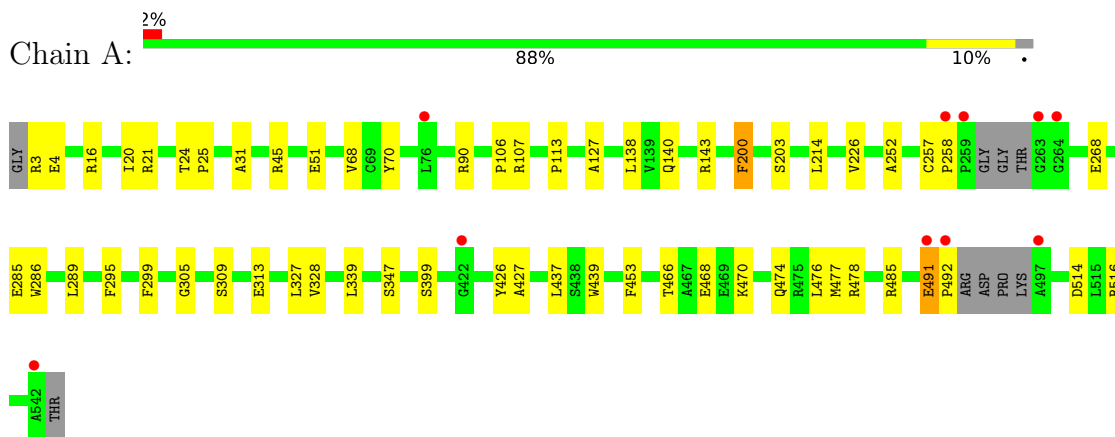 2%
Chain A:
88% 10% •
GLY R3 E4 R16 I20 R21 T24 P25 A31 R45 E51 V68 C69 Y70 L76 R90 P106 R107 P113 A127 L138 V139 Q140 R143 F200 S203 L214 V226 A252 C257 P258 P259 GLY GLY THR G263 G264 E268
E285 W286 L289 F295 F299 G305 S309 E313 L327 V328 L339 S347 S399 G422 Y426 A427 L437 S438 W439 F453 T466 A467 E468 E469 K470 Q474 R475 L476 M477 R478 R485 E491 P492 ARG ASP PRO LYS A497 D514 L515
A542 THR